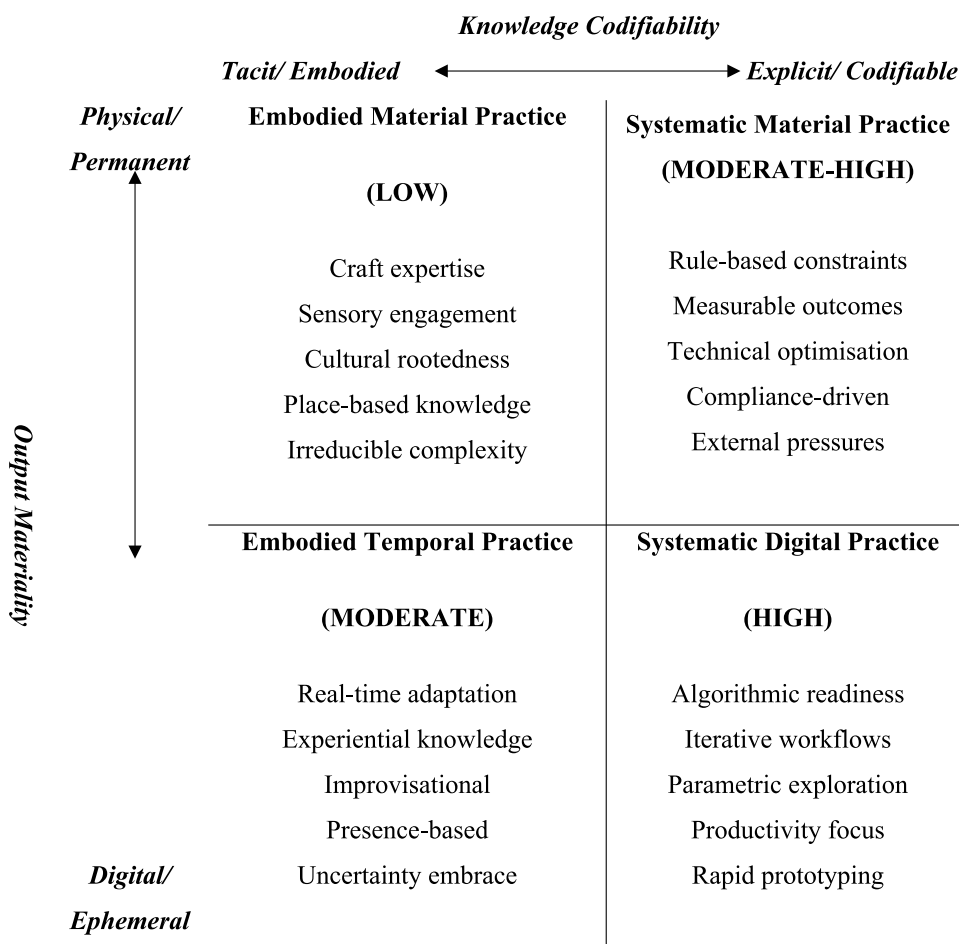 Knowledge Codifiability
Tacit/ Embodied
Explicit/ Codifiable
Physical/
Permanent
Output Materiality
Digital/
Ephemeral
Embodied Material Practice
(LOW)
Craft expertise
Sensory engagement
Cultural rootedness
Place-based knowledge
Irreducible complexity
Systematic Material Practice
(MODERATE-HIGH)
Rule-based constraints
Measurable outcomes
Technical optimisation
Compliance-driven
External pressures
Embodied Temporal Practice
(MODERATE)
Real-time adaptation
Experiential knowledge
Improvisational
Presence-based
Uncertainty embrace
Systematic Digital Practice
(HIGH)
Algorithmic readiness
Iterative workflows
Parametric exploration
Productivity focus
Rapid prototyping